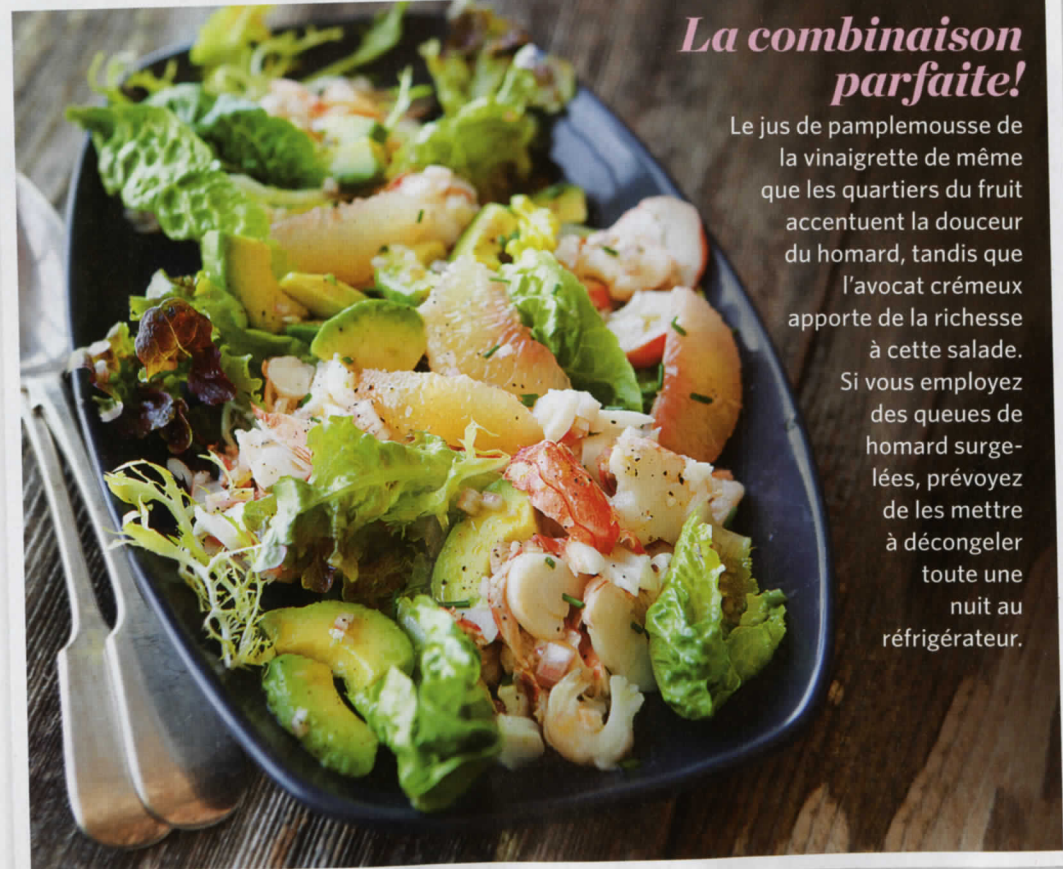 La combinaison
parfaite!
Le jus de pamplemousse de
la vinaigrette de même
que les quartiers du fruit
accentuent la douceur
du homard, tandis que
l'avocat crémeux
apporte de la richesse
à cette salade.
Si vous employez
des queues de
homard surge-
lées, prévoyez
de les mettre
à décongeler
toute une
nuit au
réfrigérateur.